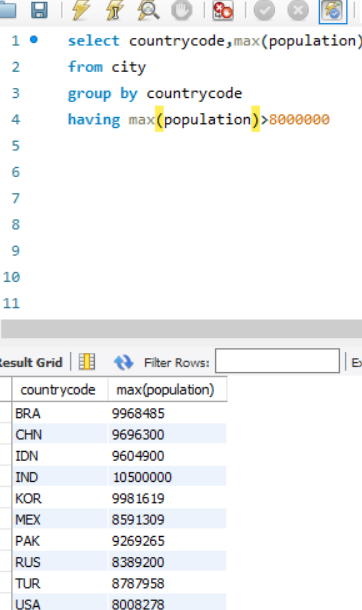 1 select countrycode,max(population)
2 from city
3 group by countrycode
4 having max(population)>8000000
5
6
7
8
9
10
11
Result Grid Filter Rows:
countrycode max(population)
BRA 9968485
CHN 9696300
IDN 9604900
IND 10500000
KOR 9981619
MEX 8591309
PAK 9269265
RUS 8389200
TUR 8787958
USA 8008278